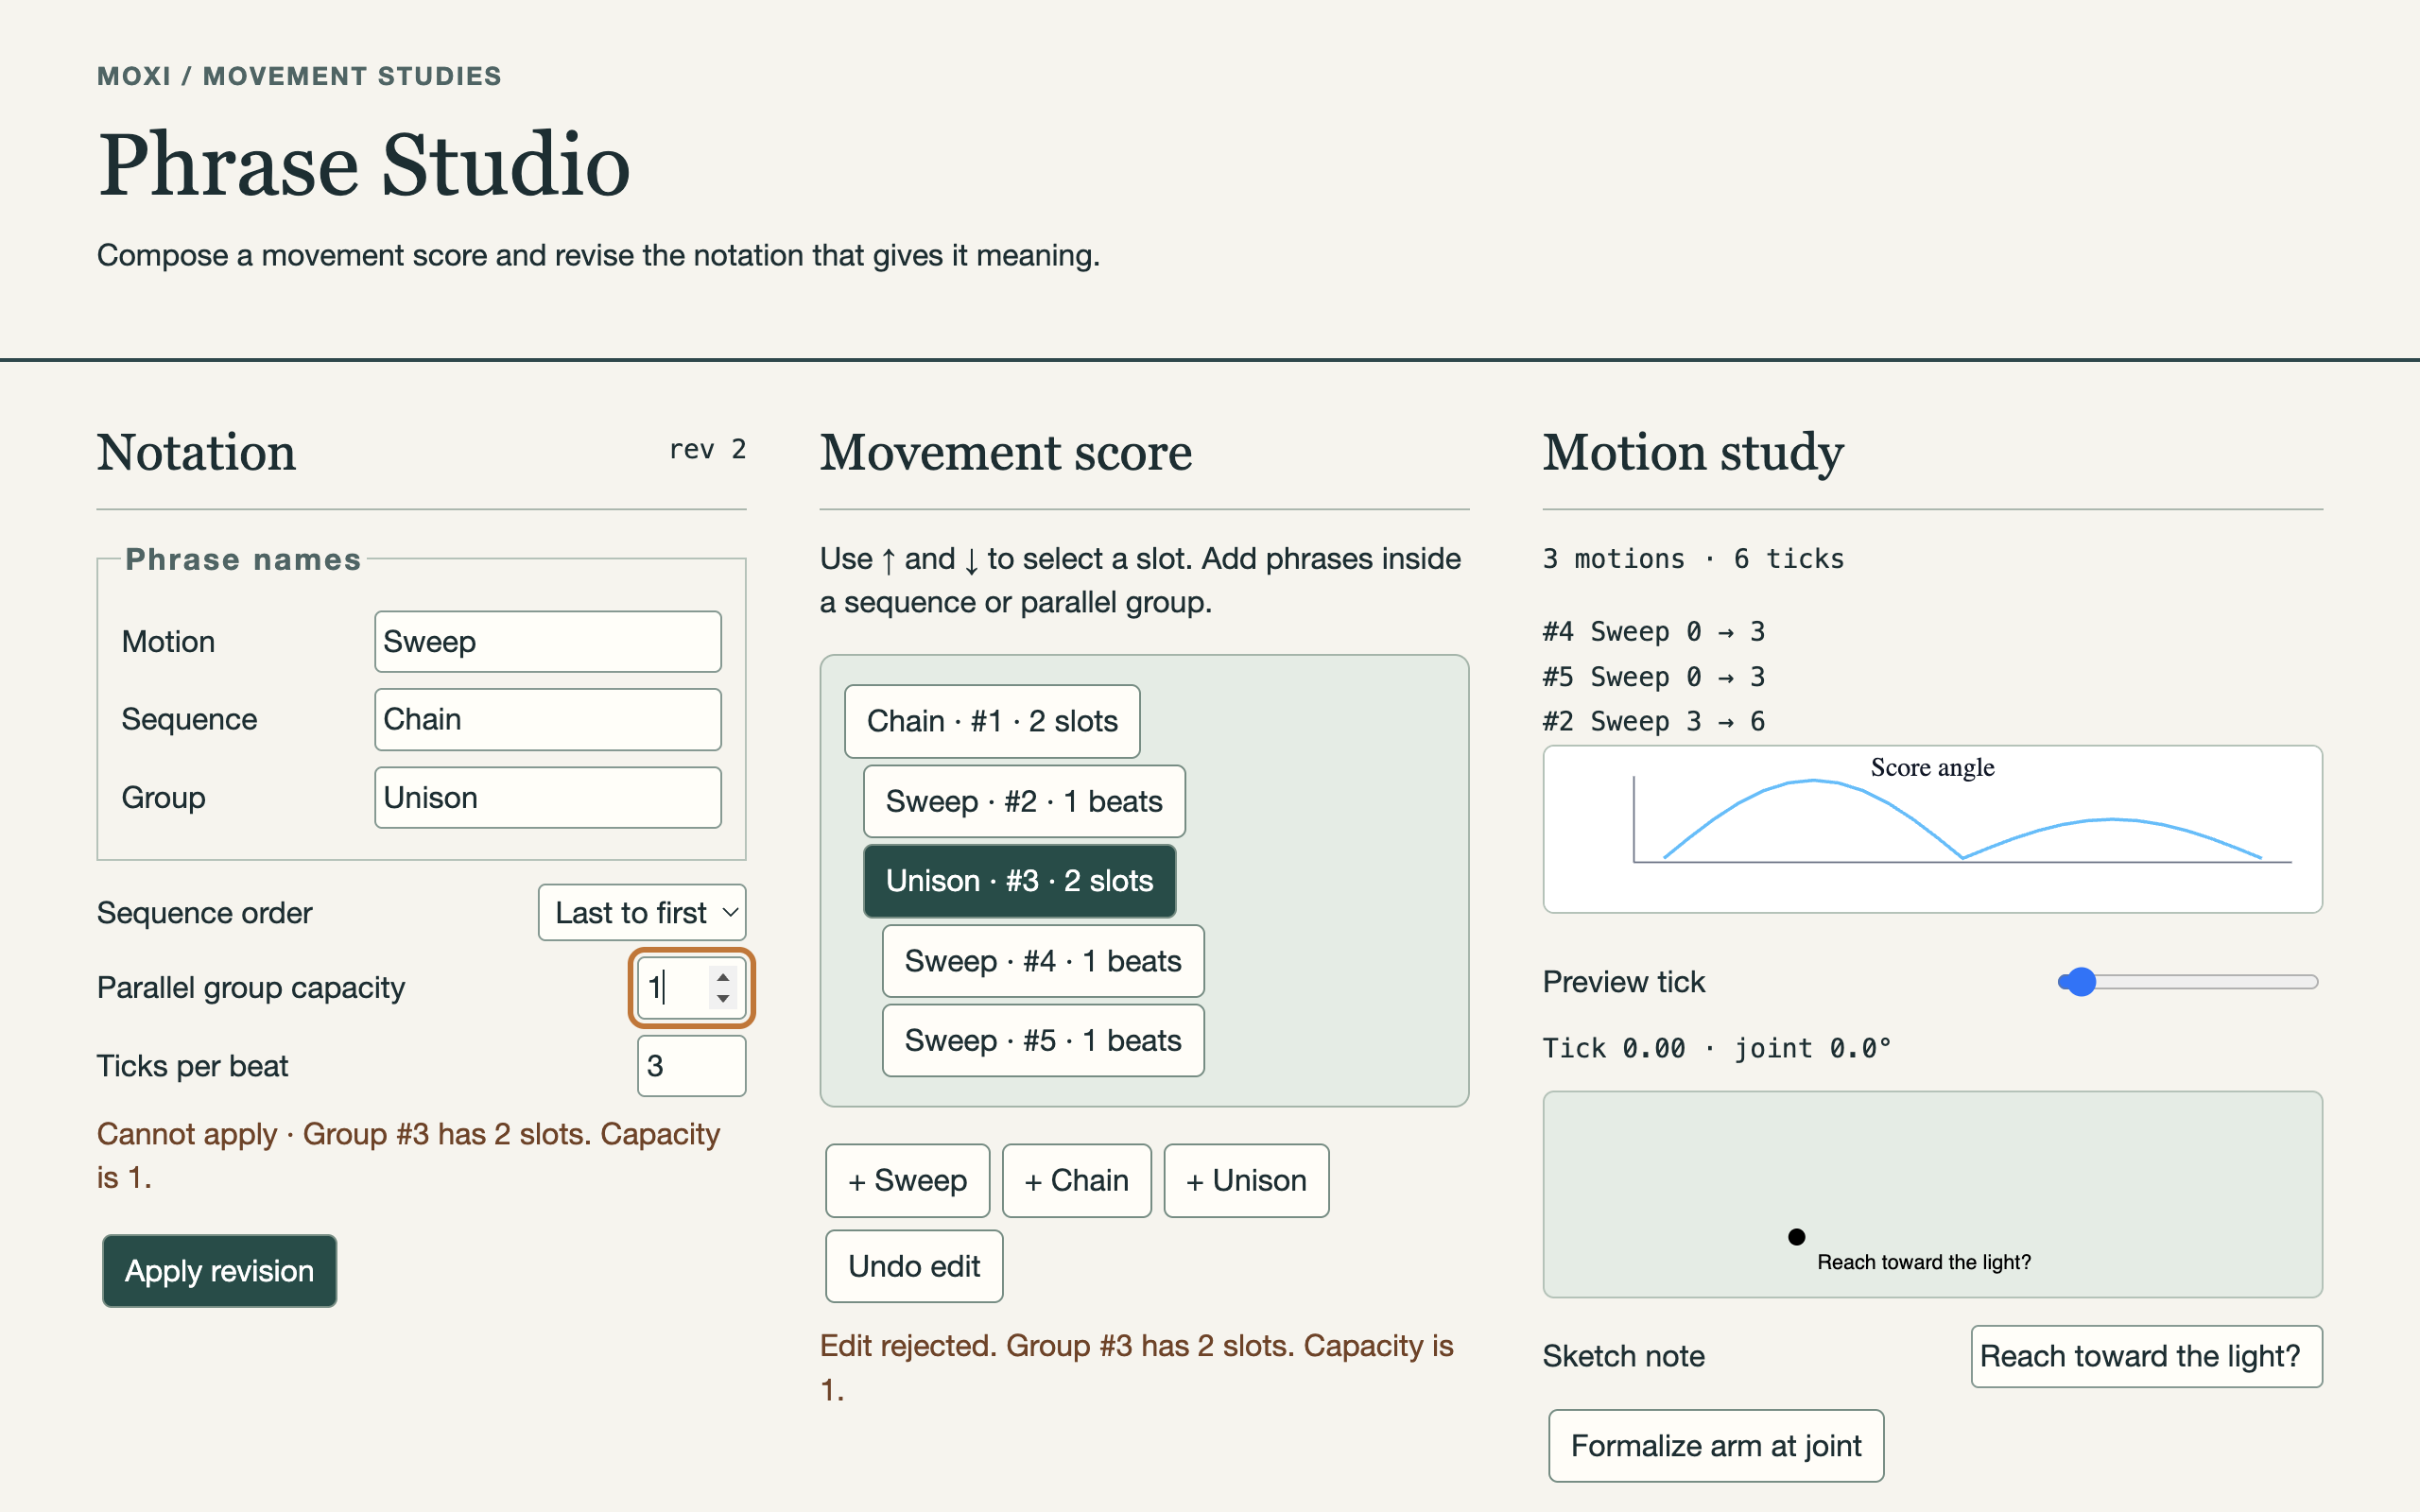 MOXI / MOVEMENT STUDIES
Phrase Studio
Compose a movement score and revise the notation that gives it meaning.
Notation
rev 2
Phrase names
Motion
Sweep
Sequence
Chain
Group
Unison
Sequence order
Last to first
Parallel group capacity
1
Ticks per beat
3
Cannot apply · Group #3 has 2 slots. Capacity
is 1.
Apply revision
Movement score
Use ↑ and ↓ to select a slot. Add phrases inside
a sequence or parallel group.
Chain · #1 · 2 slots
Sweep · #2 · 1 beats
Unison · #3 · 2 slots
Sweep · #4 · 1 beats
Sweep · #5 · 1 beats
+ Sweep
+ Chain
+ Unison
Undo edit
Edit rejected. Group #3 has 2 slots. Capacity is
1.
Motion study
3 motions · 6 ticks
#4 Sweep 0 → 3
#5 Sweep 0 → 3
#2 Sweep 3 → 6
Score angle
Preview tick
Tick 0.00 · joint 0.0°
Reach toward the light?
Sketch note
Reach toward the light?
Formalize arm at joint